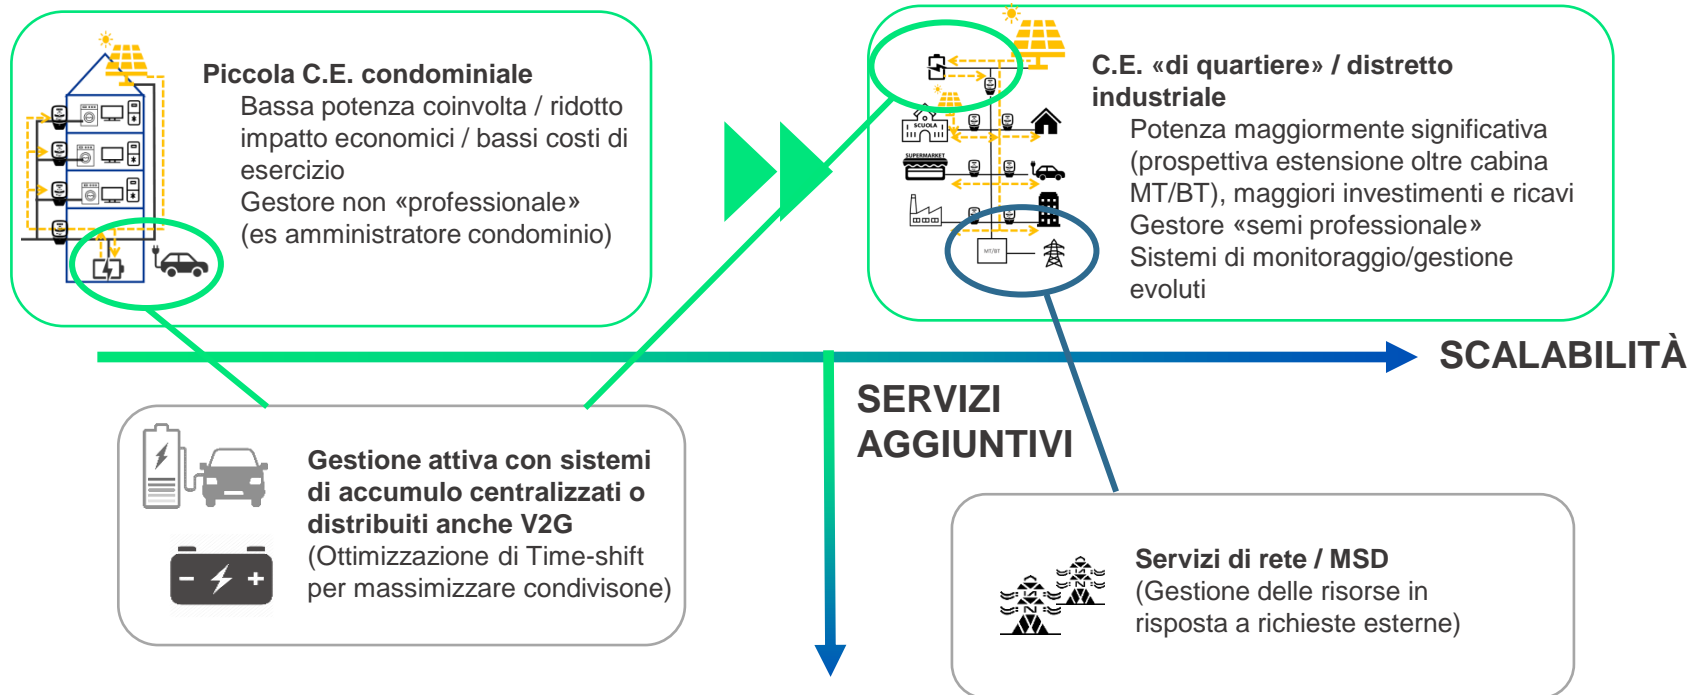 Piccola C.E. condominiale
Bassa potenza coinvolta / ridotto
impatto economici / bassi costi di
esercizio
Gestore non «professionale»
(es amministratore condominio)
SCUOLA
SUPERMARKET
MT/BT
C.E. «di quartiere» / distretto
industriale
Potenza maggiormente significativa
(prospettiva estensione oltre cabina
MT/BT), maggiori investimenti e ricavi
Gestore «semi professionale»
Sistemi di monitoraggio/gestione
evoluti
SCALABILITÀ
SERVIZI
AGGIUNTIVI
Gestione attiva con sistemi
di accumulo centralizzati o
distribuiti anche V2G
(Ottimizzazione di Time-shift
per massimizzare condivisone)
Servizi di rete / MSD
(Gestione delle risorse in
risposta a richieste esterne)